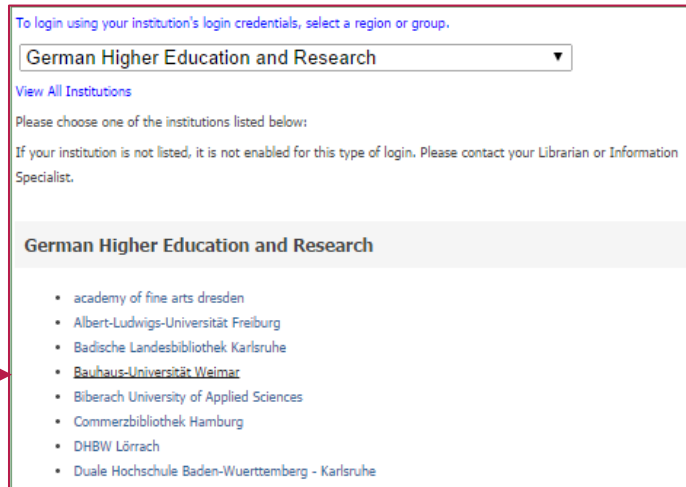 To login using your institution's login credentials, select a region or group.
German Higher Education and Research
View All Institutions
Please choose one of the institutions listed below:
If your institution is not listed, it is not enabled for this type of login. Please contact your Librarian or Information
Specialist.
German Higher Education and Research
• academy of fine arts dresden
• Albert-Ludwigs-Universität Freiburg
• Badische Landesbibliothek Karlsruhe
• Bauhaus-Universität Weimar
• Biberach University of Applied Sciences
• Commerzbibliothek Hamburg
• DHBW Lörrach
• Duale Hochschule Baden-Wuerttemberg - Karlsruhe